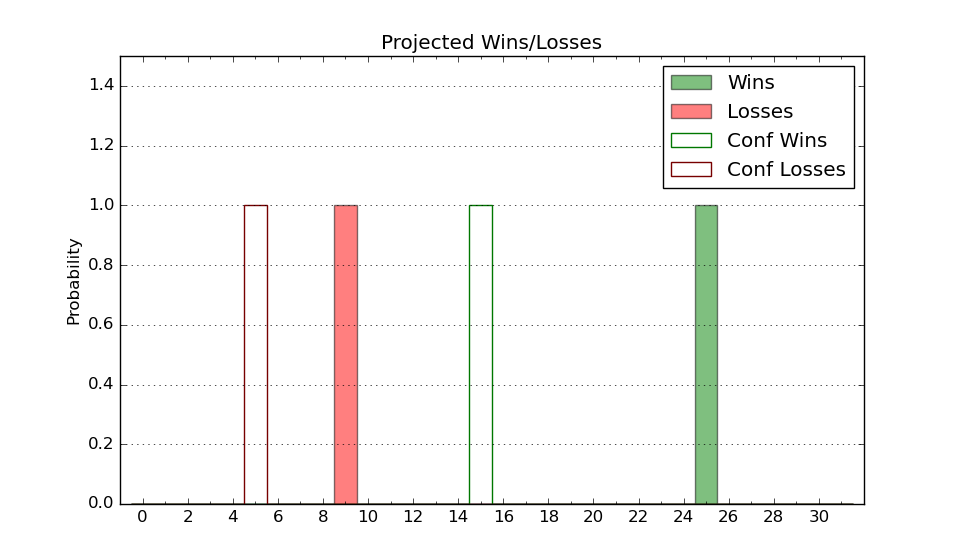 Projected Wins/Losses
Wins
Losses
Conf Wins
Conf Losses
Probability
1.4
1.2
1.0
0.8
0.6
0.4
0.2
0.0
0 2 4 6 8 10 12 14 16 18 20 22 24 26 28 30